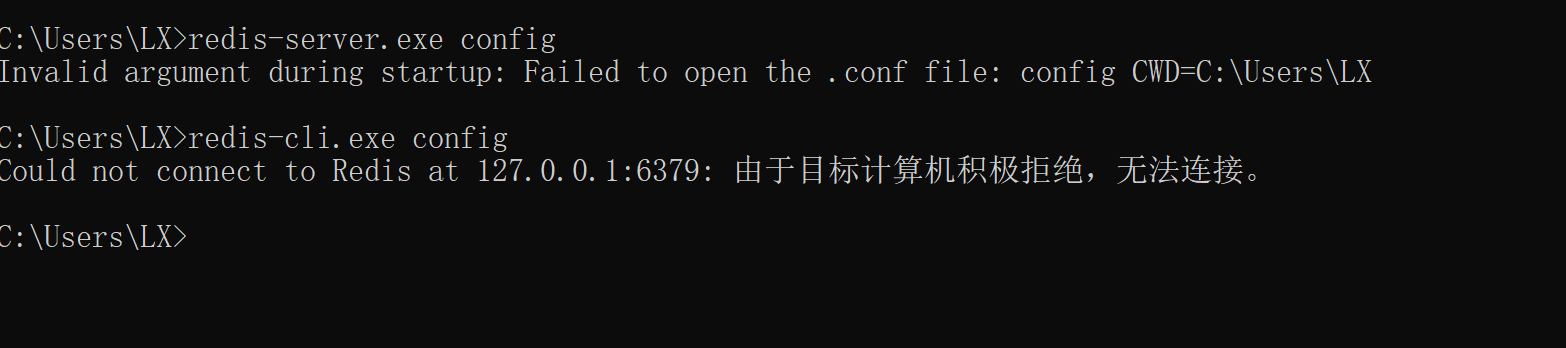 C:\Users\LX>redis-server.exe config
Invalid argument during startup: Failed to open the .conf file: config CWD=C:\Users\LX
C:\Users\LX>redis-cli.exe config
Could not connect to Redis at 127.0.0.1:6379: 由于目标计算机积极拒绝，无法连接。
C:\Users\LX>